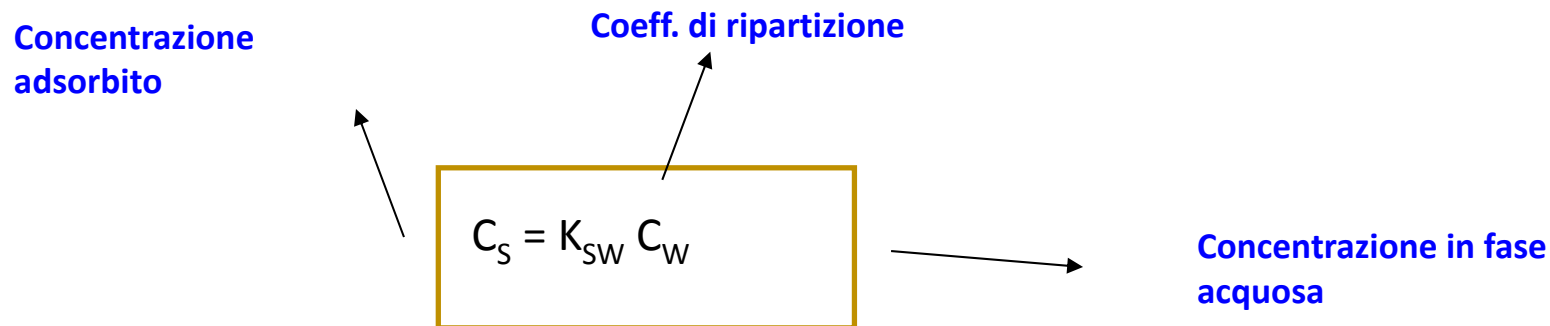 Concentrazione
adsorbito
Coeff. di ripartizione
C_S = K_SW C_W
Concentrazione in fase
acquosa